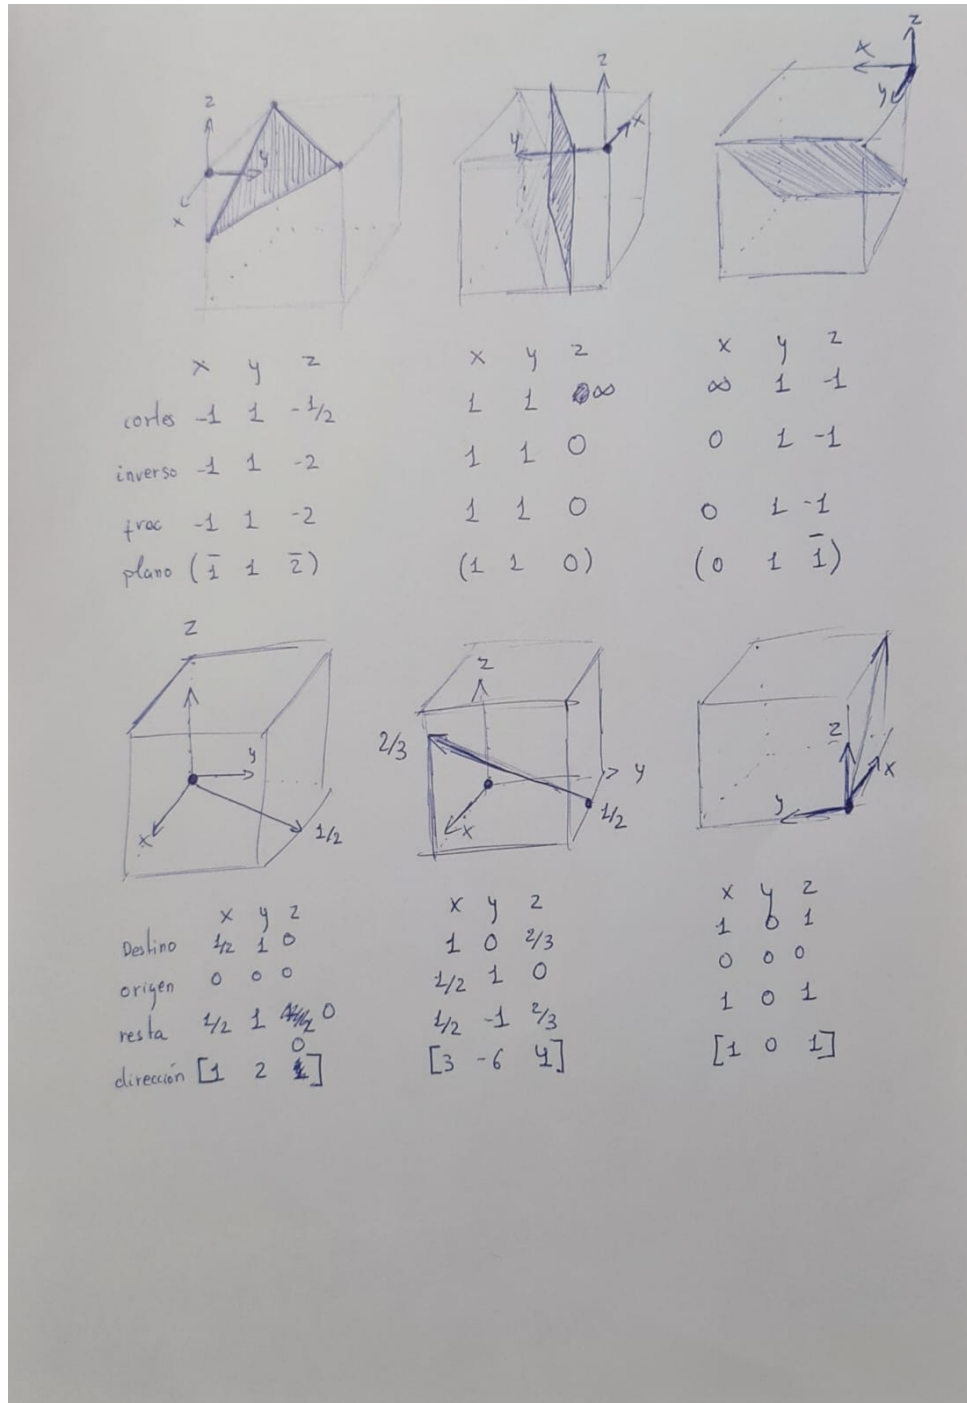 z
y
x
z
y
x
z
x
y
x y z
cortes -1 1 -1/2
inverso -1 1 -2
frac -1 1 -2
plano (1̄ 1 2̄)
x y z
1 1 ∞
1 1 0
1 1 0
(1 1 0)
x y z
∞ 1 -1
0 1 -1
0 1 -1
(0 1 1̄)
z
y
x
1/2
z
2/3
y
x
1/2
z
x
y
x y z
Destino 1/2 1 0
origen 0 0 0
resta 1/2 1 0
dirección [1 2 0]
x y z
1 0 2/3
1/2 1 0
1/2 -1 2/3
[3 -6 4]
x y z
1 0 1
0 0 0
1 0 1
[1 0 1]